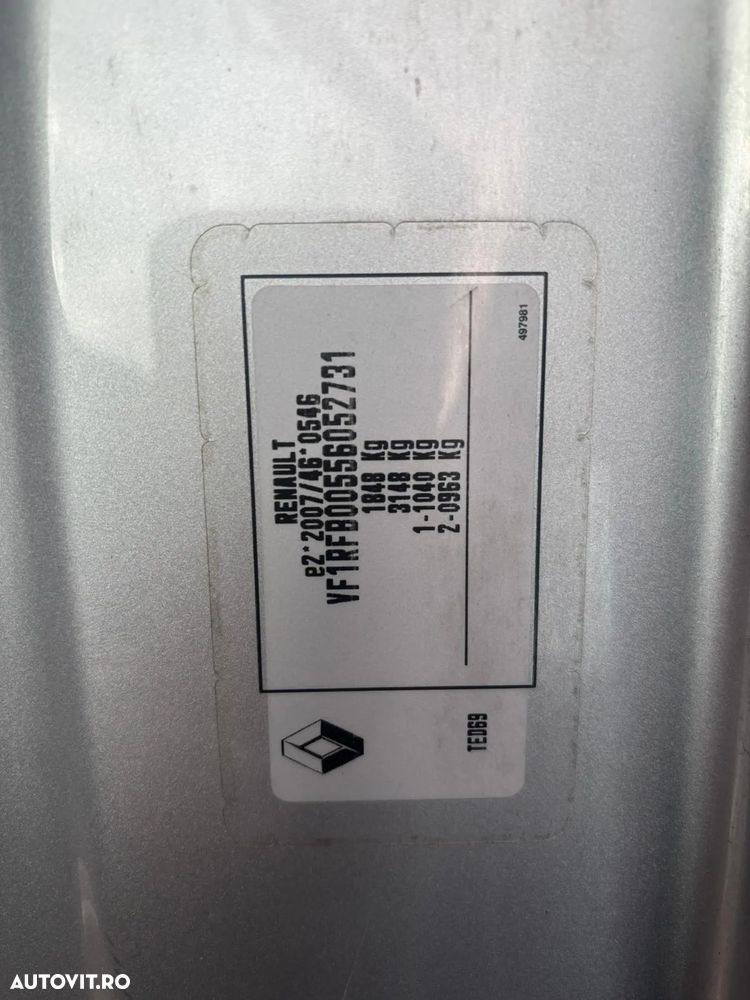 RENAULT
e2*2007/46*0546
VF1RFB00556052731
1848 Kg
3148 Kg
1-1040 Kg
2-0963 Kg
497981
TED69
AUTOVIT.RO